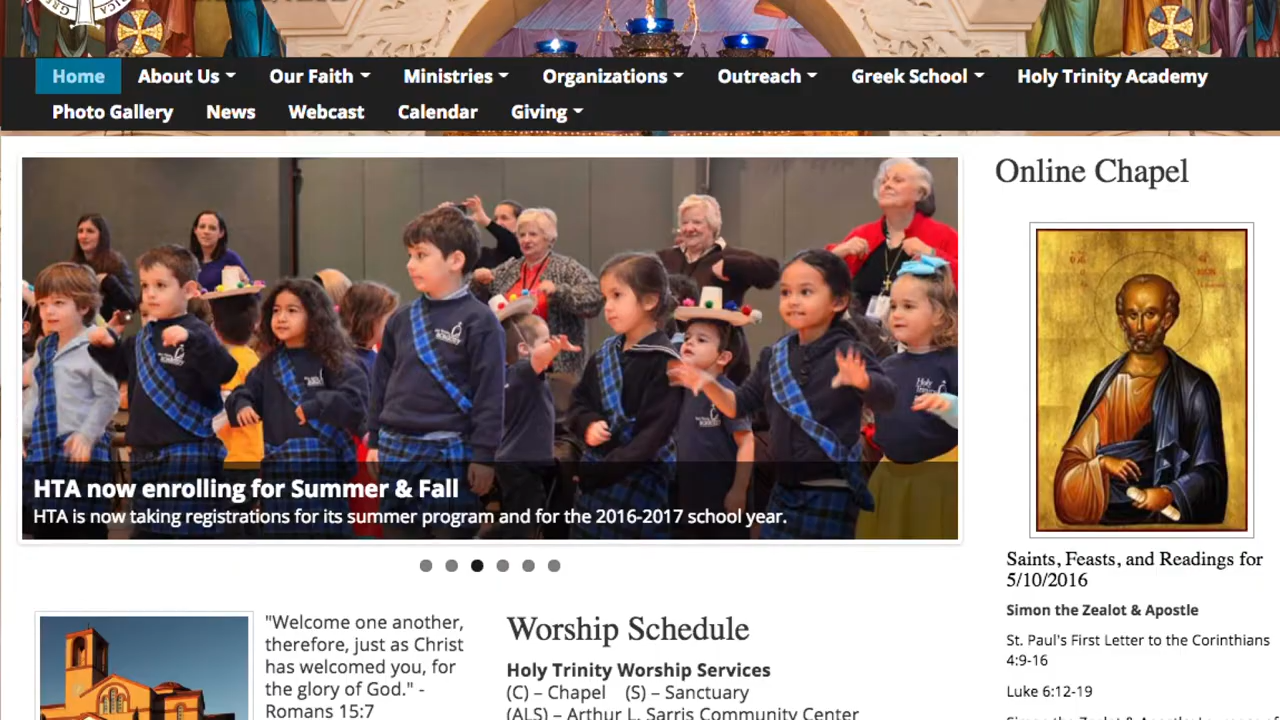 Home About Us Our Faith Ministries Organizations Outreach Greek School Holy Trinity Academy
Photo Gallery News Webcast Calendar Giving
HTA now enrolling for Summer & Fall
HTA is now taking registrations for its summer program and for the 2016-2017 school year.
"Welcome one another,
therefore, just as Christ
has welcomed you, for
the glory of God." -
Romans 15:7
Worship Schedule
Holy Trinity Worship Services
(C) – Chapel (S) – Sanctuary
(ALS) – Arthur L. Sarris Community Center
Online Chapel
Saints, Feasts, and Readings for
5/10/2016
Simon the Zealot & Apostle
St. Paul's First Letter to the Corinthians
4:9-16
Luke 6:12-19